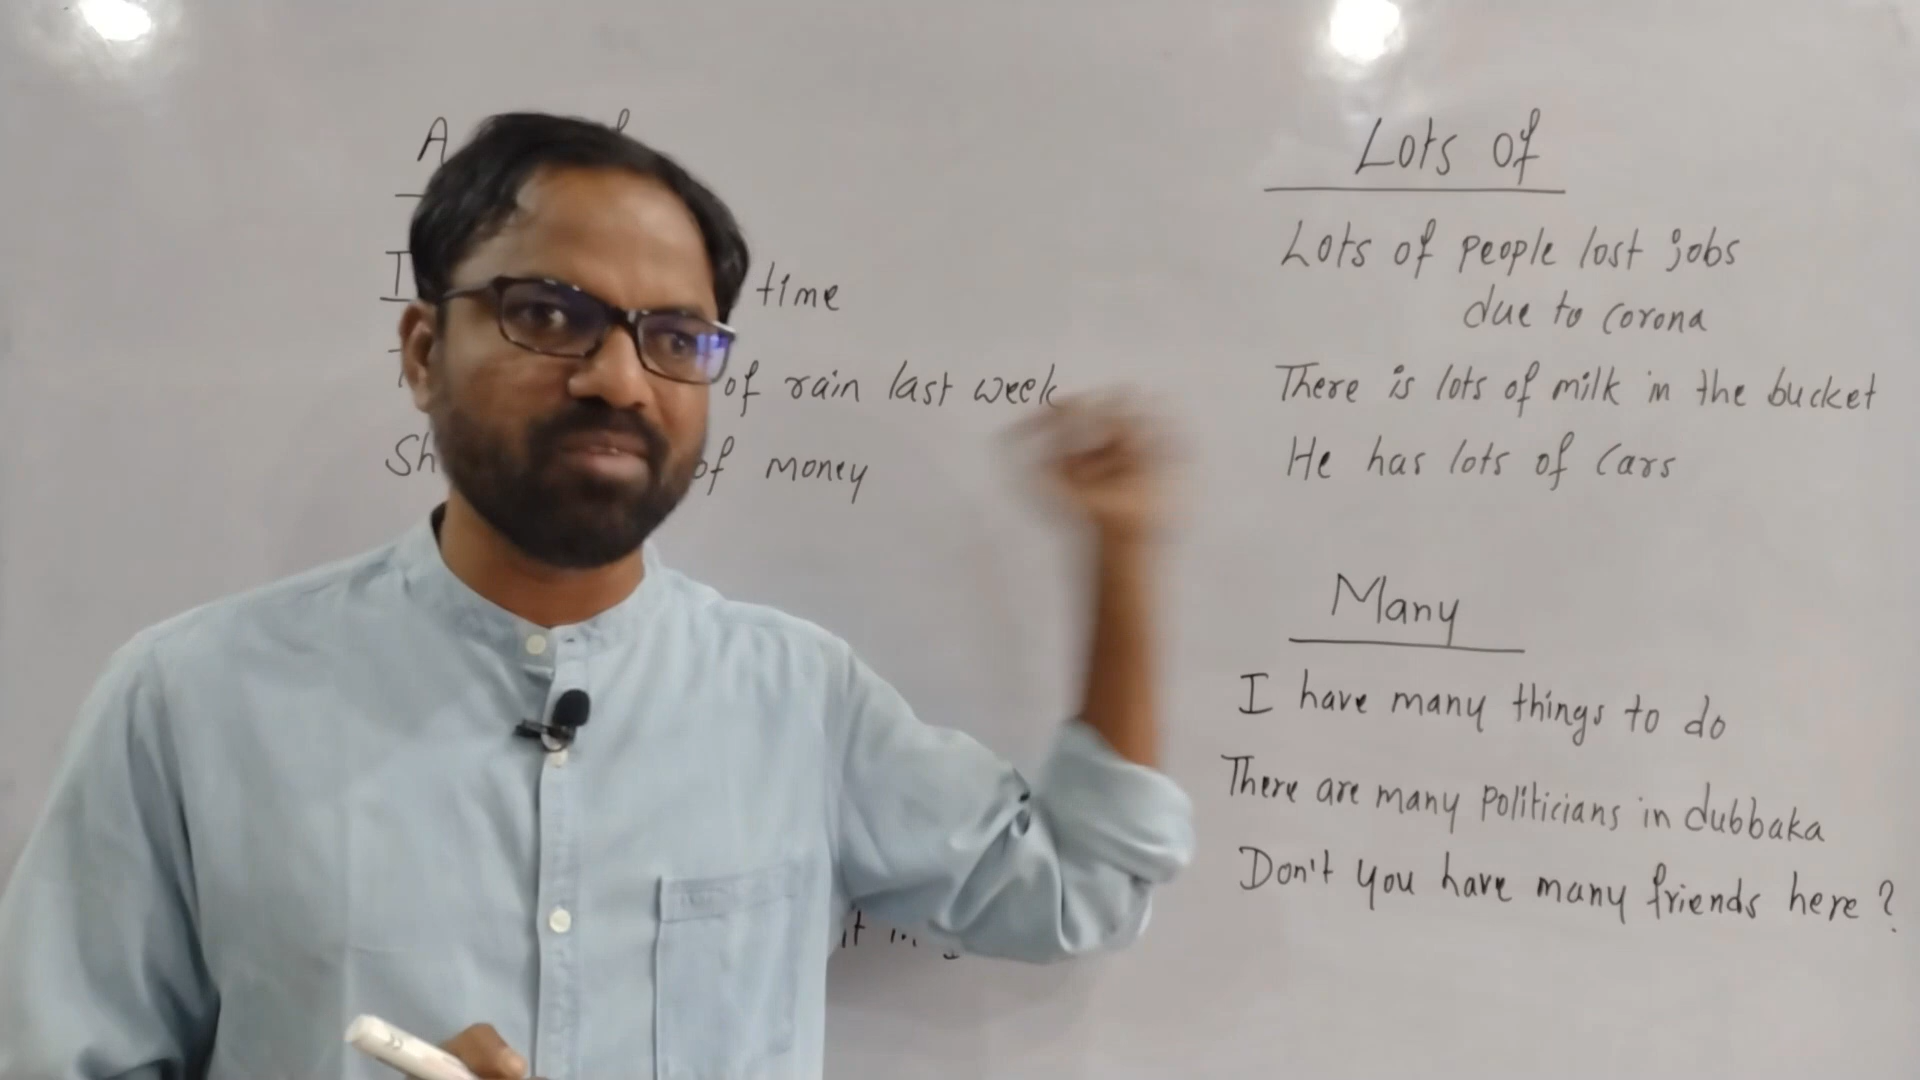 A
I time
of rain last week
of money
Lots of
Lots of people lost jobs
due to corona
There is lots of milk in the bucket
He has lots of cars
Many
I have many things to do
There are many politicians in dubbaka
Don't you have many friends here?